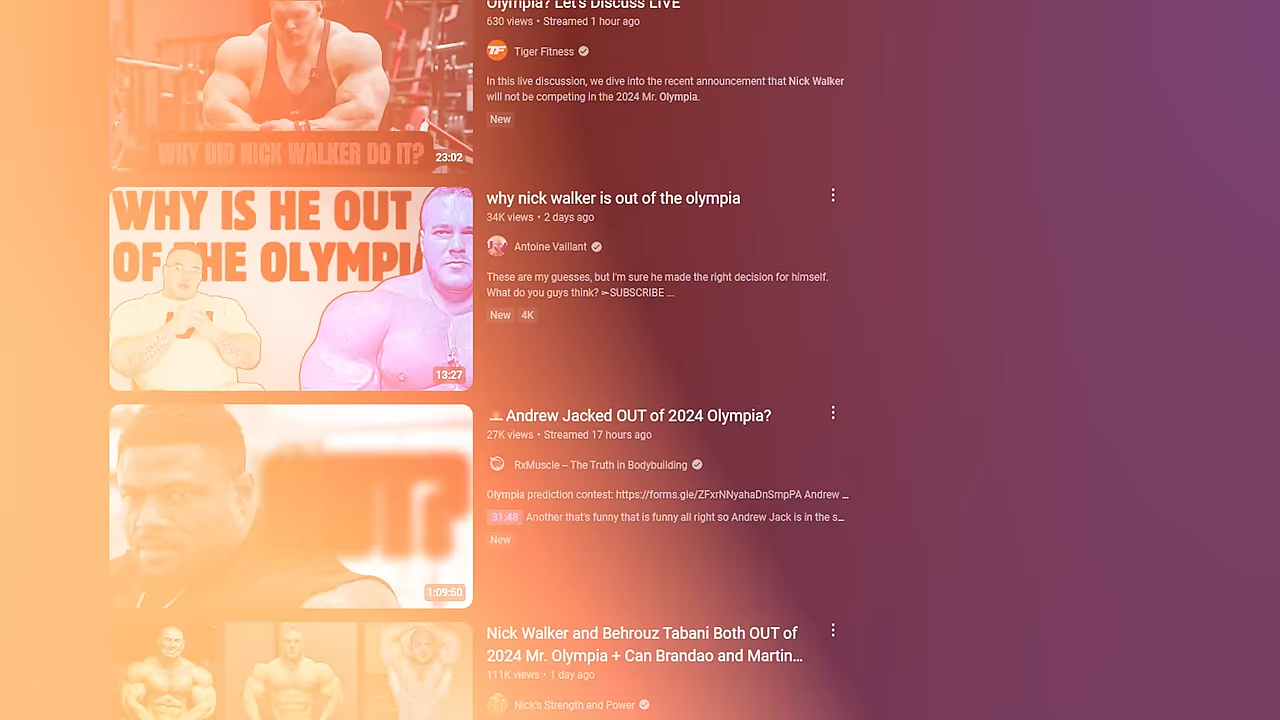 Olympia? Let's Discuss LIVE
630 views • Streamed 1 hour ago
TF Tiger Fitness
In this live discussion, we dive into the recent announcement that Nick Walker
will not be competing in the 2024 Mr. Olympia.
New
WHY DID NICK WALKER DO IT?
23:02
WHY IS HE OUT
OF THE OLYMPIA
13:27
why nick walker is out of the olympia
34K views • 2 days ago
Antoine Vaillant
These are my guesses, but I'm sure he made the right decision for himself.
What do you guys think? ➳SUBSCRIBE ...
New 4K
1:09:50
Andrew Jacked OUT of 2024 Olympia?
27K views • Streamed 17 hours ago
RxMuscle – The Truth in Bodybuilding
Olympia prediction contest: https://forms.gle/ZFxrNNyahaDnSmpPA Andrew ...
31:48 Another that's funny that is funny all right so Andrew Jack is in the s...
New
Nick Walker and Behrouz Tabani Both OUT of
2024 Mr. Olympia + Can Brandao and Martin...
111K views • 1 day ago
Nick's Strength and Power